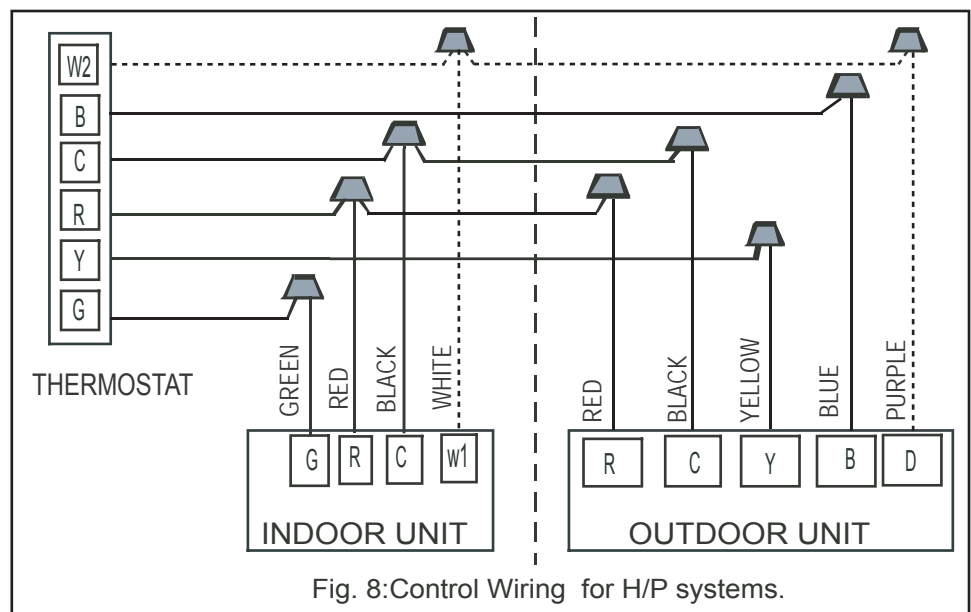 W2
B
C
R
Y
G
THERMOSTAT
GREEN
RED
BLACK
WHITE
RED
BLACK
YELLOW
BLUE
PURPLE
G R C w1
R C Y B D
INDOOR UNIT
OUTDOOR UNIT
Fig. 8:Control Wiring for H/P systems.